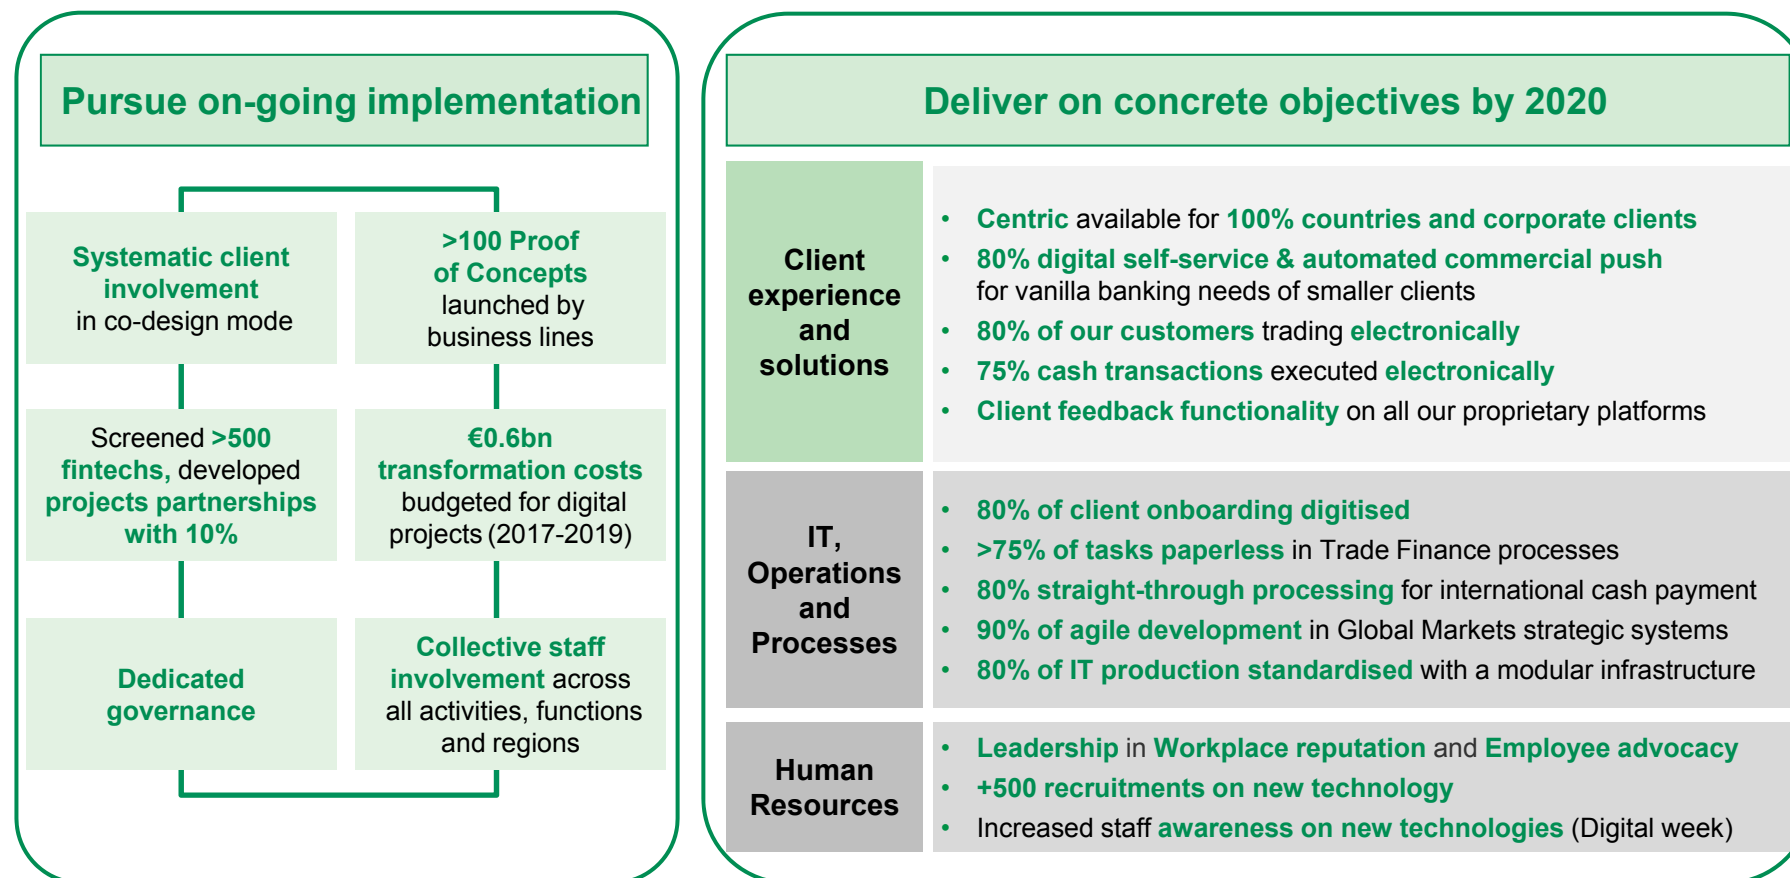 Pursue on-going implementation
Systematic client
involvement
in co-design mode
>100 Proof
of Concepts
launched by
business lines
Screened >500
fintechs, developed
projects partnerships
with 10%
€0.6bn
transformation costs
budgeted for digital
projects (2017-2019)
Dedicated
governance
Collective staff
involvement across
all activities, functions
and regions
Deliver on concrete objectives by 2020
Client
experience
and
solutions
• Centric available for 100% countries and corporate clients
• 80% digital self-service & automated commercial push
for vanilla banking needs of smaller clients
• 80% of our customers trading electronically
• 75% cash transactions executed electronically
• Client feedback functionality on all our proprietary platforms
IT,
Operations
and
Processes
• 80% of client onboarding digitised
• >75% of tasks paperless in Trade Finance processes
• 80% straight-through processing for international cash payment
• 90% of agile development in Global Markets strategic systems
• 80% of IT production standardised with a modular infrastructure
Human
Resources
• Leadership in Workplace reputation and Employee advocacy
• +500 recruitments on new technology
• Increased staff awareness on new technologies (Digital week)